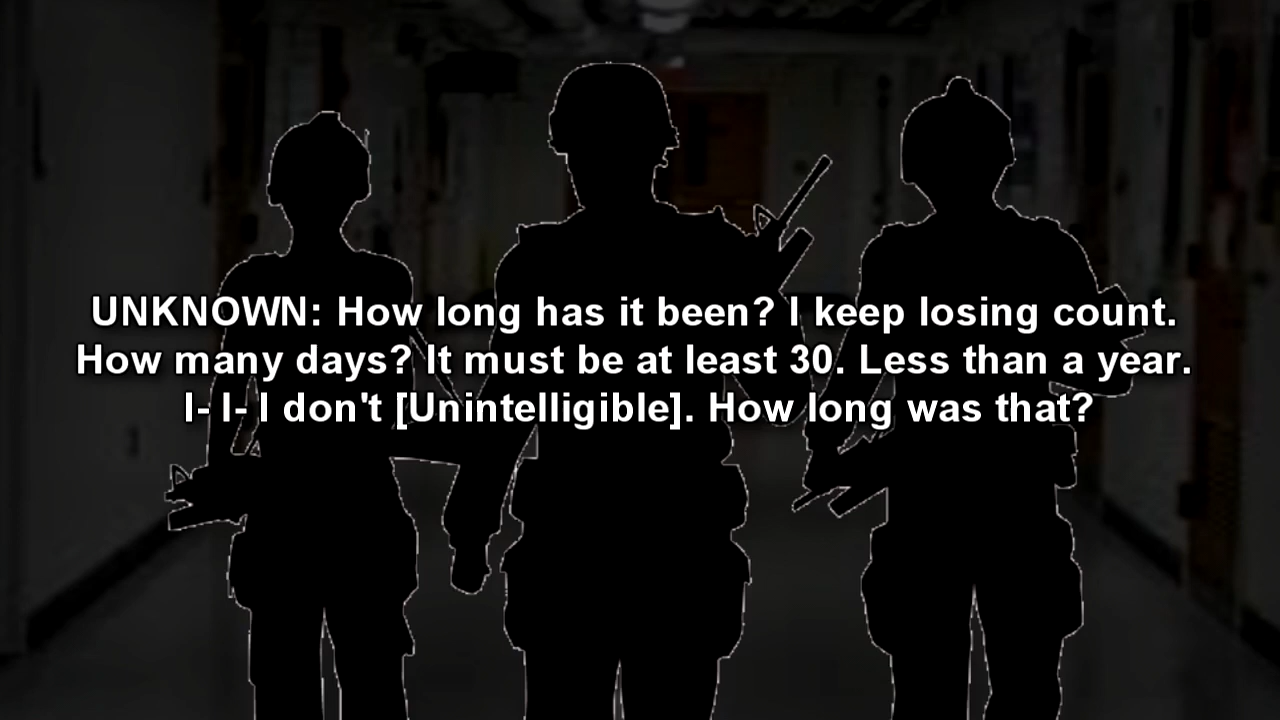 UNKNOWN: How long has it been? I keep losing count.
How many days? It must be at least 30. Less than a year.
I- I- I don't [Unintelligible]. How long was that?